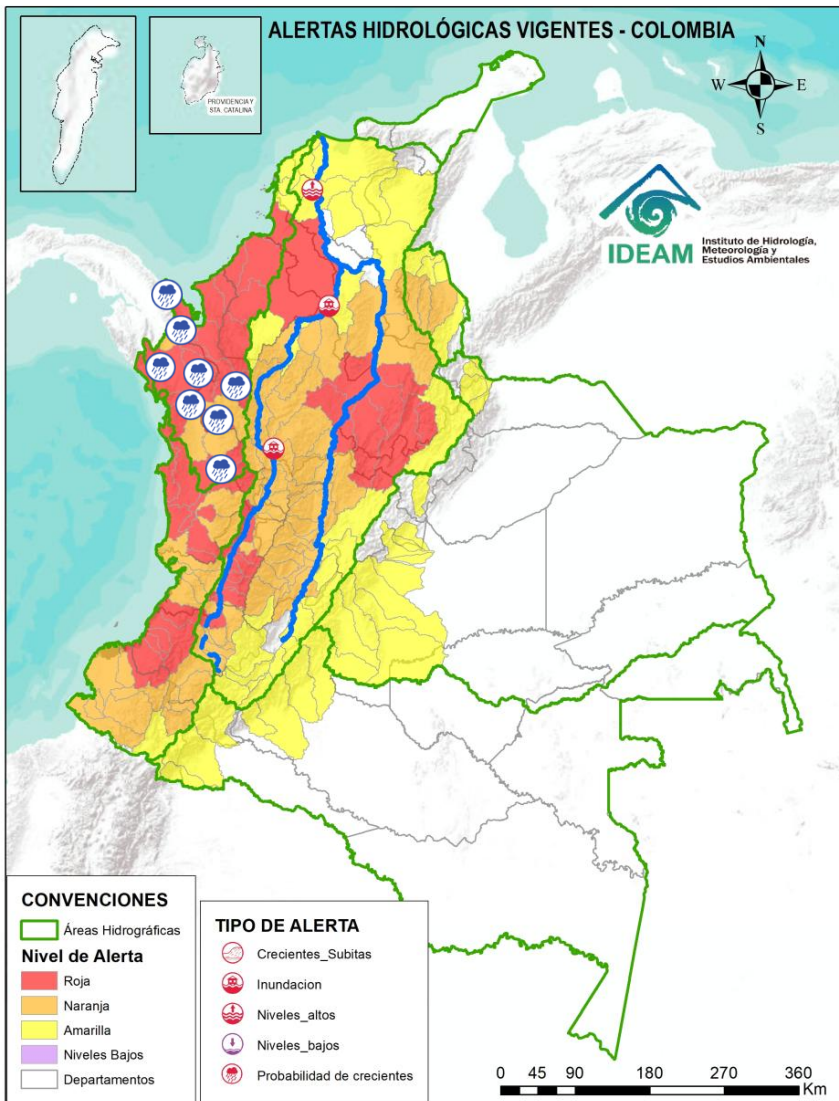 ALERTAS HIDROLÓGICAS VIGENTES - COLOMBIA
PROVIDENCIA Y
STA. CATALINA
N
W
E
S
IDEAM
Instituto de Hidrología,
Meteorología y
Estudios Ambientales
CONVENCIONES
Áreas Hidrográficas
Nivel de Alerta
Roja
Naranja
Amarilla
Niveles Bajos
Departamentos
TIPO DE ALERTA
Crecientes_Subitas
Inundacion
Niveles_altos
Niveles_bajos
Probabilidad de crecientes
0 45 90 180 270 360
Km